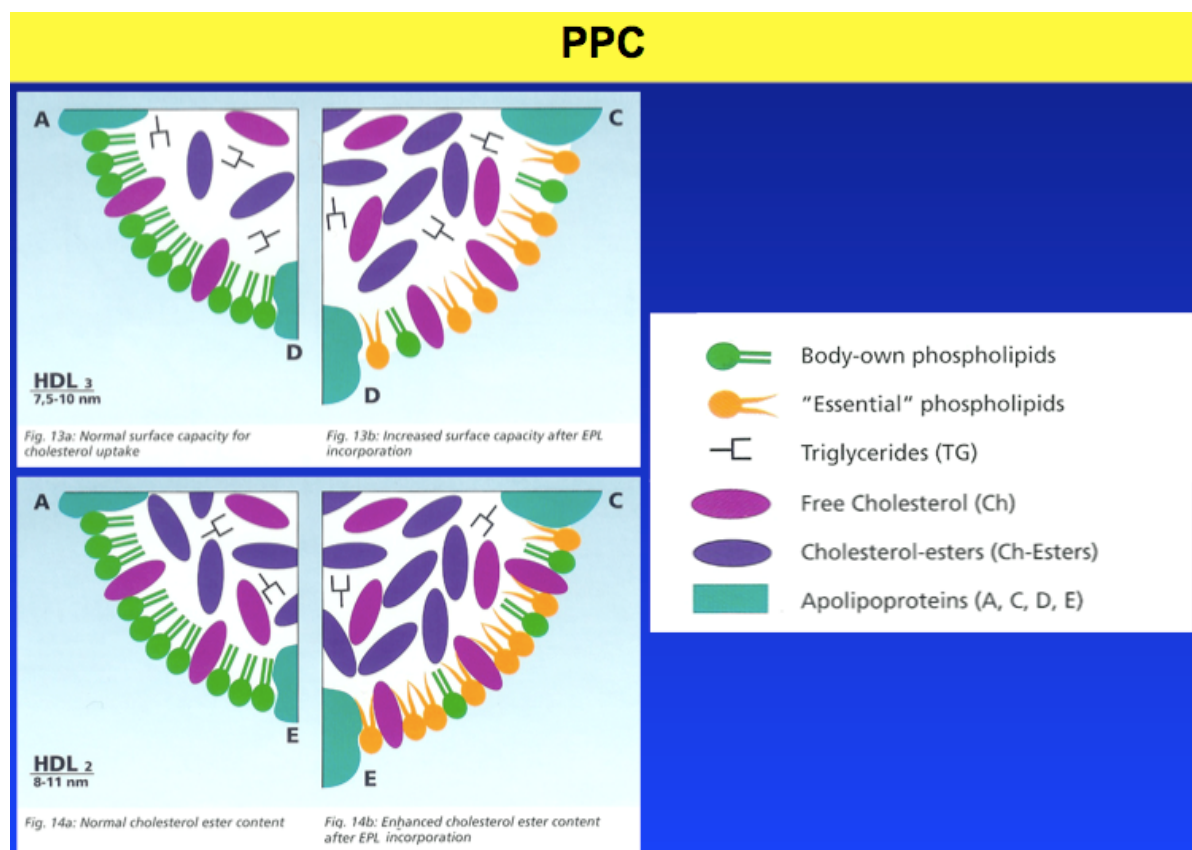 PPC
A
C
D
D
HDL 3
7,5-10 nm
Fig. 13a: Normal surface capacity for
cholesterol uptake
Fig. 13b: Increased surface capacity after EPL
incorporation
A
C
E
E
HDL 2
8-11 nm
Fig. 14a: Normal cholesterol ester content
Fig. 14b: Enhanced cholesterol ester content
after EPL incorporation
Body-own phospholipids
"Essential" phospholipids
Triglycerides (TG)
Free Cholesterol (Ch)
Cholesterol-esters (Ch-Esters)
Apolipoproteins (A, C, D, E)